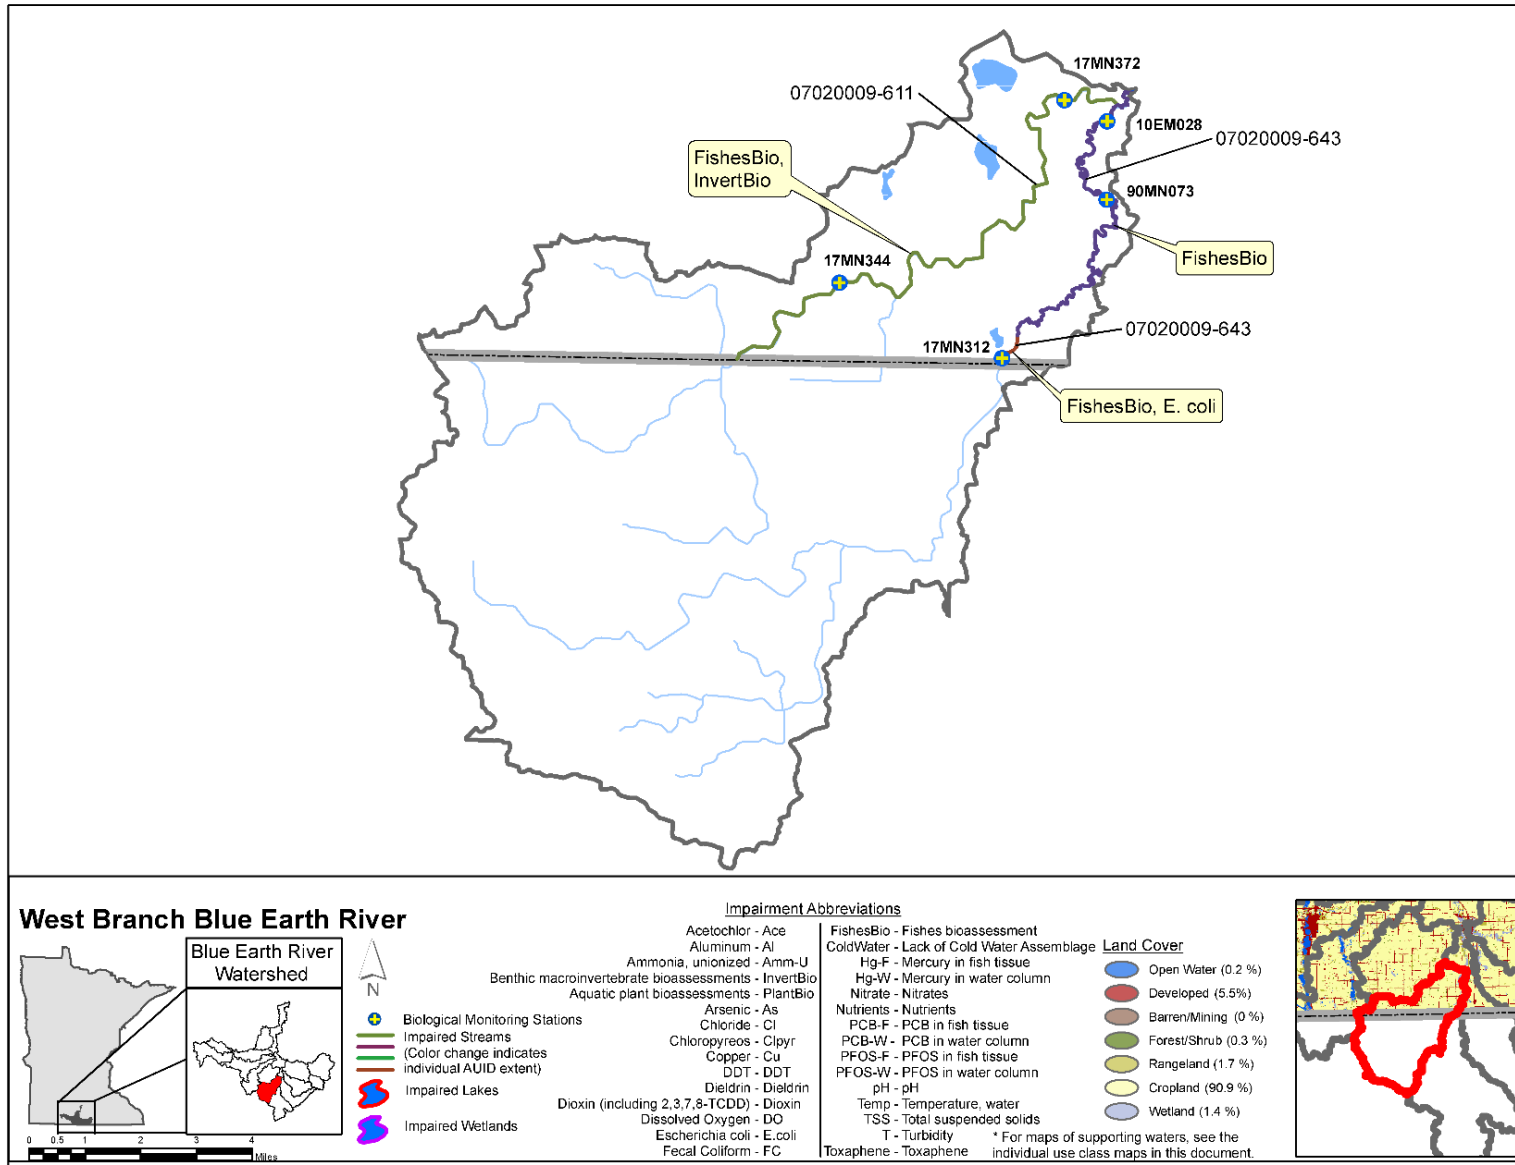 17MN372
07020009-611
10EM028
07020009-643
FishesBio,
InvertBio
90MN073
FishesBio
17MN344
07020009-643
17MN312
FishesBio, E. coli
West Branch Blue Earth River
Blue Earth River
Watershed
N
0 0.5 1 2 3 4
Miles
Biological Monitoring Stations
Impaired Streams
(Color change indicates
individual AUID extent)
Impaired Lakes
Impaired Wetlands
Impairment Abbreviations
Acetochlor - Ace
Aluminum - Al
Ammonia, unionized - Amm-U
Benthic macroinvertebrate bioassessments - InvertBio
Aquatic plant bioassessments - PlantBio
Arsenic - As
Chloride - Cl
Chloropyreos - Clpyr
Copper - Cu
DDT - DDT
Dieldrin - Dieldrin
Dioxin (including 2,3,7,8-TCDD) - Dioxin
Dissolved Oxygen - DO
Escherichia coli - E.coli
Fecal Coliform - FC
FishesBio - Fishes bioassessment
ColdWater - Lack of Cold Water Assemblage
Hg-F - Mercury in fish tissue
Hg-W - Mercury in water column
Nitrate - Nitrates
Nutrients - Nutrients
PCB-F - PCB in fish tissue
PCB-W - PCB in water column
PFOS-F - PFOS in fish tissue
PFOS-W - PFOS in water column
pH - pH
Temp - Temperature, water
TSS - Total suspended solids
T - Turbidity
Toxaphene - Toxaphene
Land Cover
Open Water (0.2 %)
Developed (5.5%)
Barren/Mining (0 %)
Forest/Shrub (0.3 %)
Rangeland (1.7 %)
Cropland (90.9 %)
Wetland (1.4 %)
* For maps of supporting waters, see the
individual use class maps in this document.